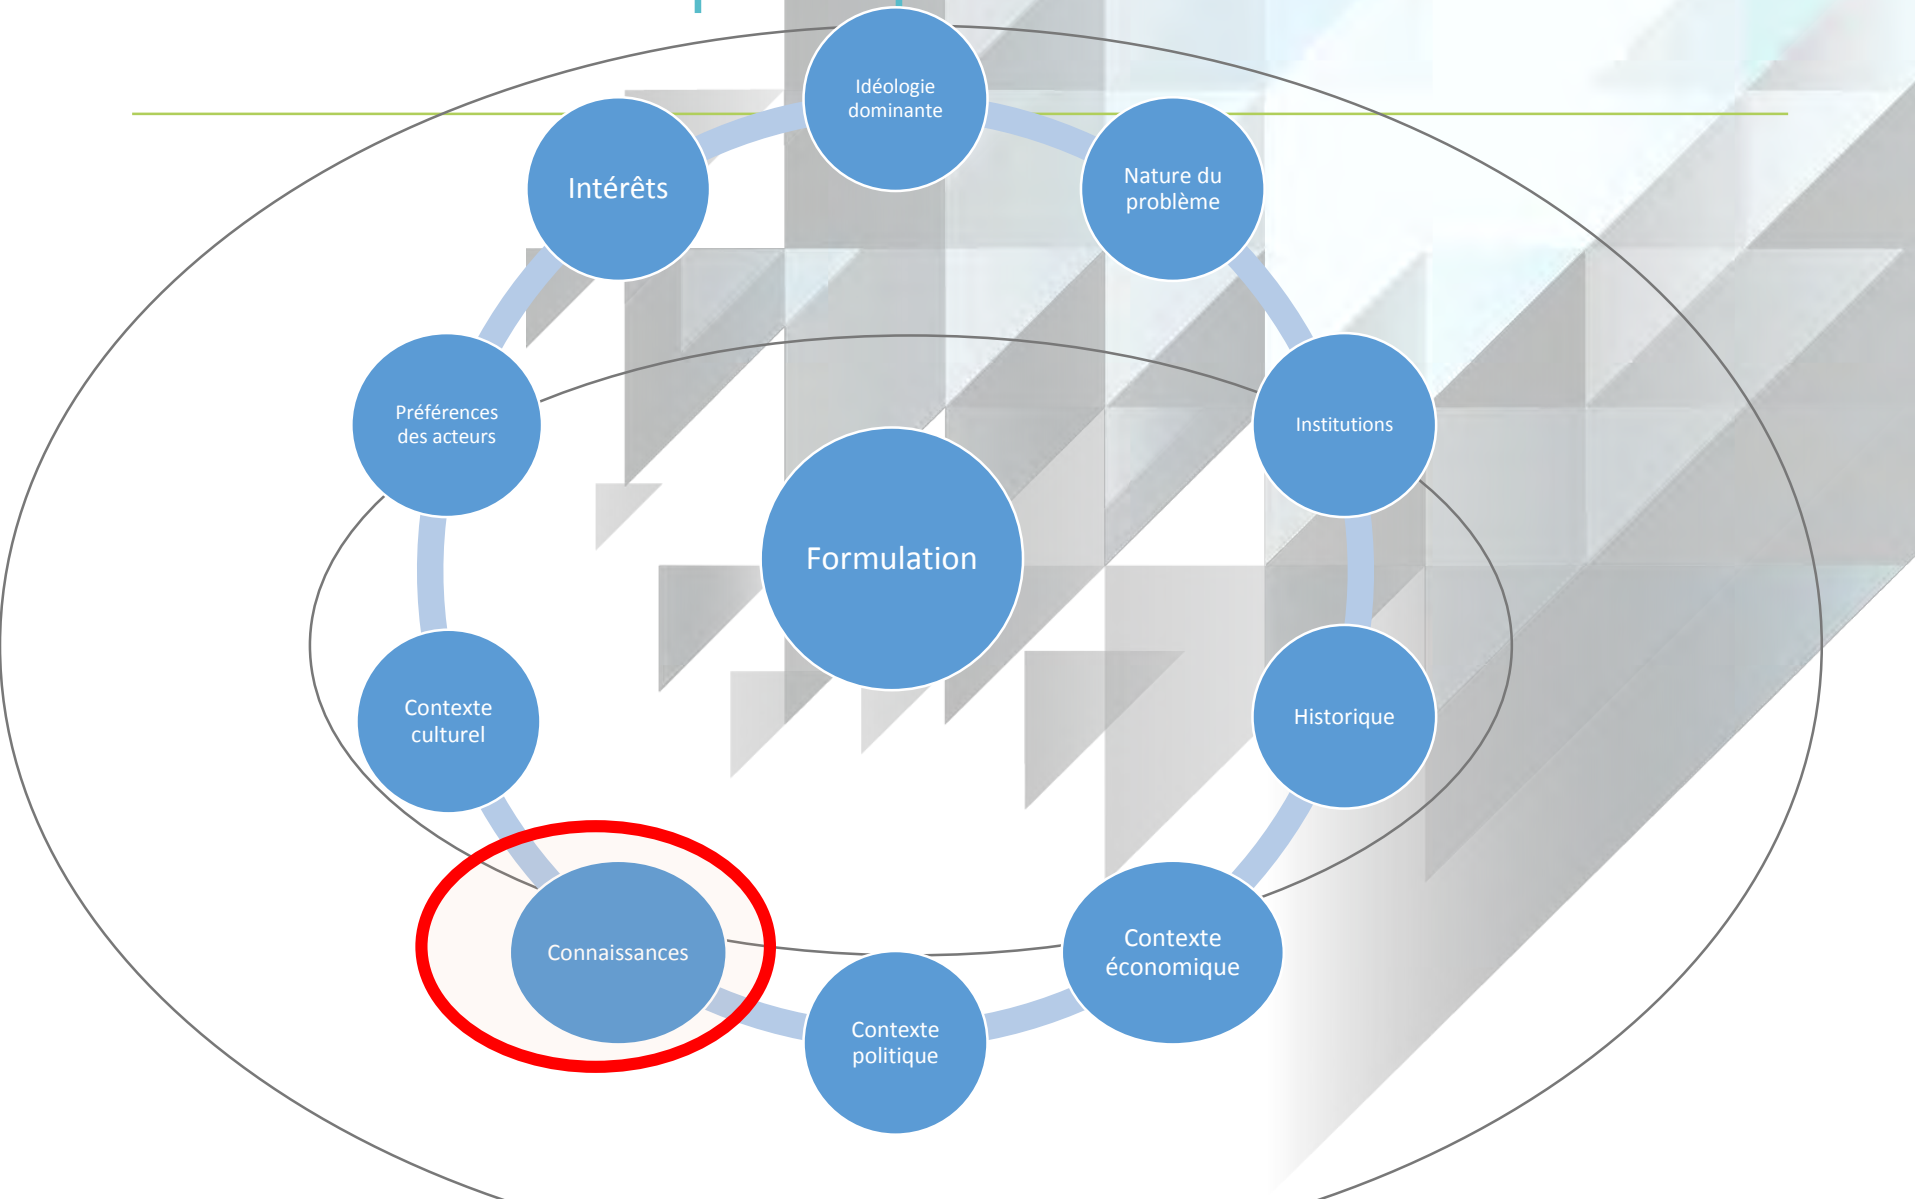 Idéologie
dominante
Nature du
problème
Intérêts
Préférences
des acteurs
Institutions
Formulation
Contexte
culturel
Historique
Connaissances
Contexte
économique
Contexte
politique